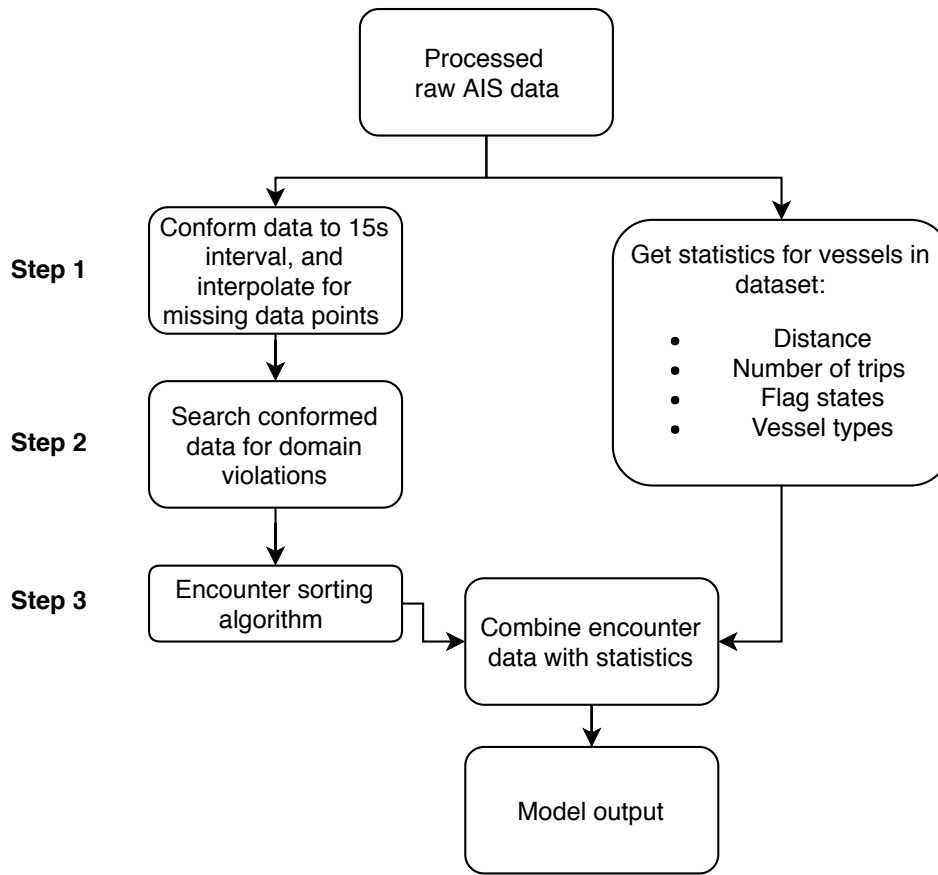 Processed
raw AIS data
Step 1
Conform data to 15s
interval, and
interpolate for
missing data points
Get statistics for vessels in
dataset:
• Distance
• Number of trips
• Flag states
• Vessel types
Step 2
Search conformed
data for domain
violations
Step 3
Encounter sorting
algorithm
Combine encounter
data with statistics
Model output